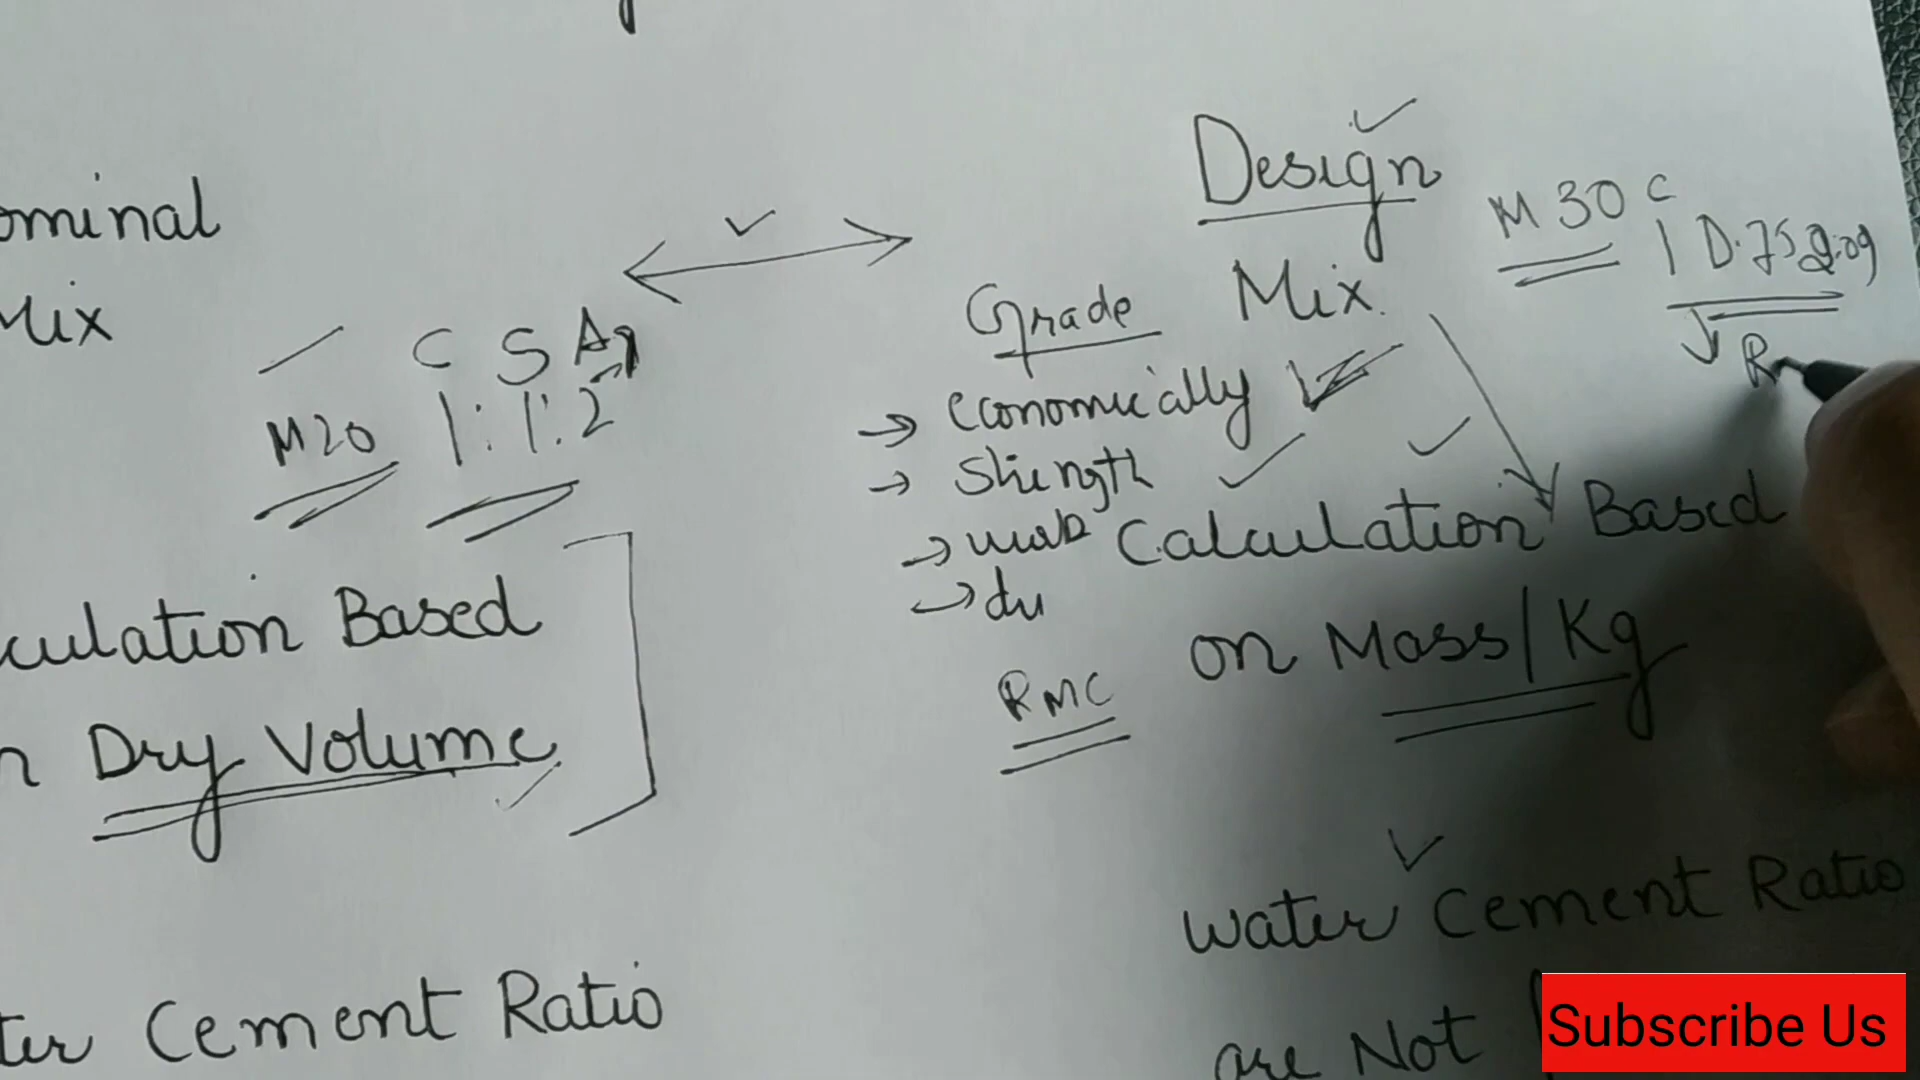 ominal
Mix
C S Ag
M20 1:1:2
culation Based
n Dry Volume
ter Cement Ratio
Design
Mix.
M30 C
1 0.75 2.09
R
Grade
→ economically
→ Strength
→
→ du
RMC
Calculation Based
on Mass/Kg
Water Cement Ratio
are Not
Subscribe Us